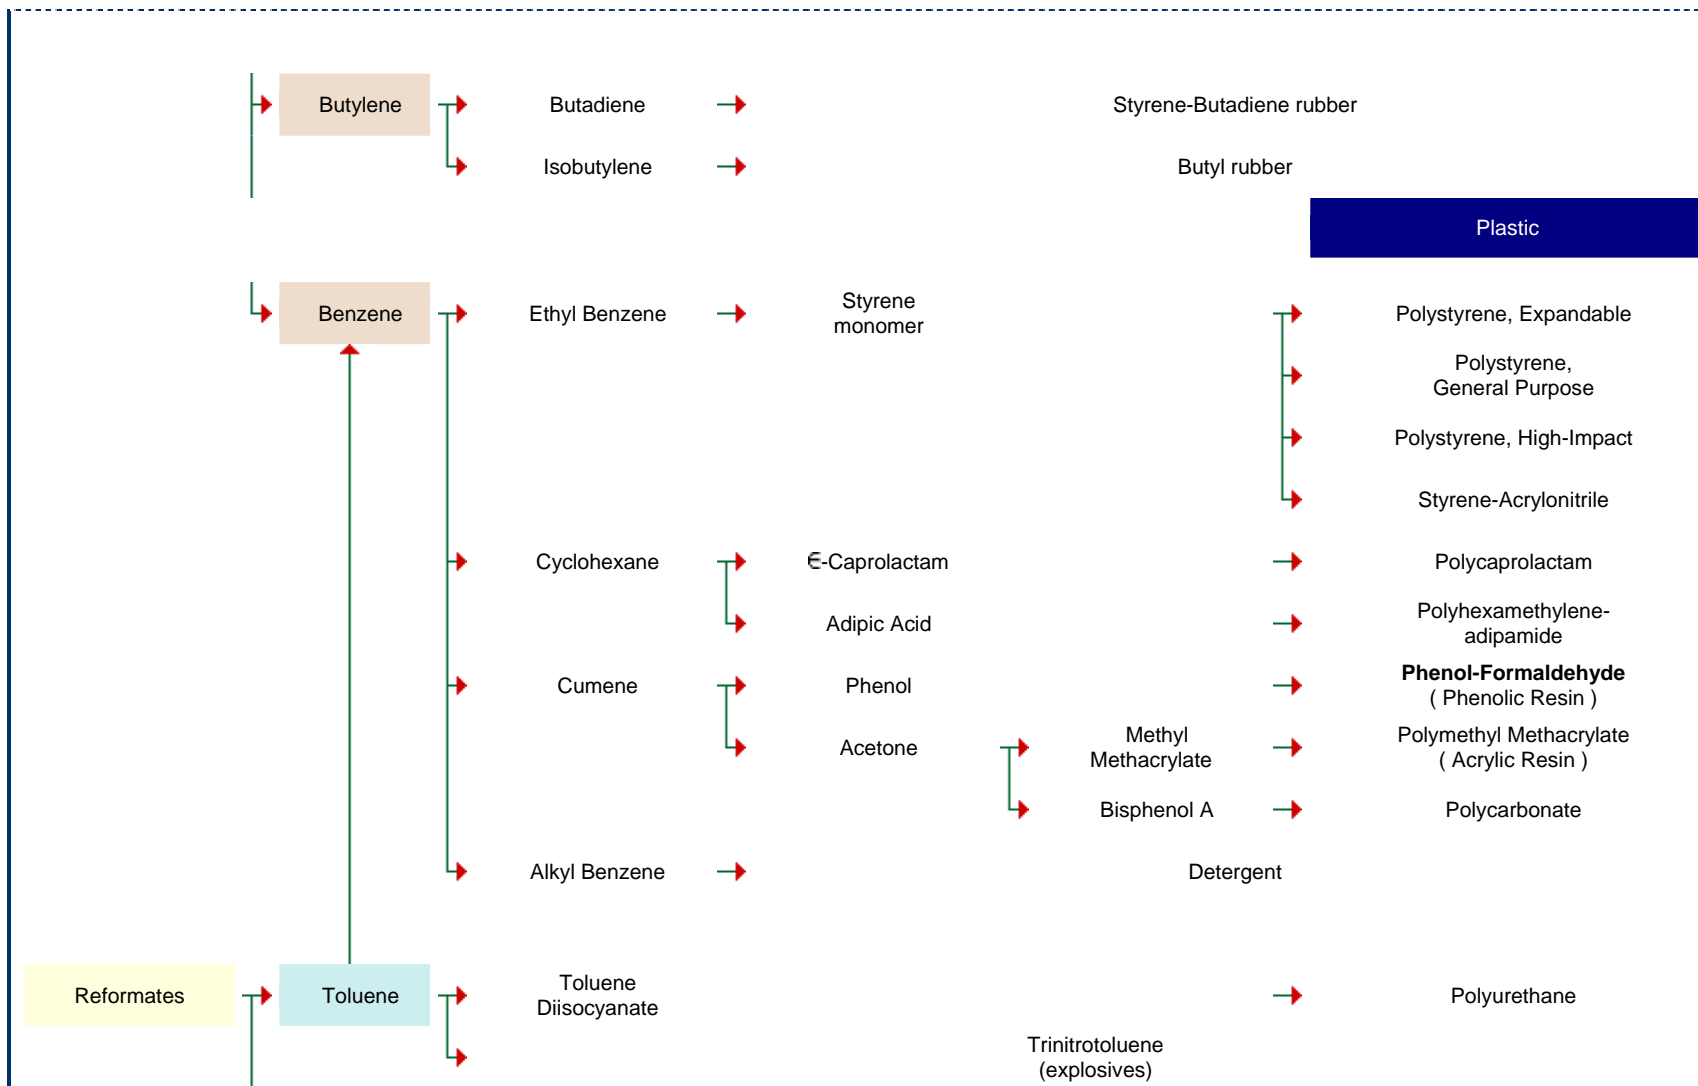 Butylene
Butadiene
Styrene-Butadiene rubber
Isobutylene
Butyl rubber
Plastic
Benzene
Ethyl Benzene
Styrene
monomer
Polystyrene, Expandable
Polystyrene,
General Purpose
Polystyrene, High-Impact
Styrene-Acrylonitrile
Cyclohexane
∈-Caprolactam
Polycaprolactam
Adipic Acid
Polyhexamethylene-
adipamide
Cumene
Phenol
Phenol-Formaldehyde
( Phenolic Resin )
Acetone
Methyl
Methacrylate
Polymethyl Methacrylate
( Acrylic Resin )
Bisphenol A
Polycarbonate
Alkyl Benzene
Detergent
Reformates
Toluene
Toluene
Diisocyanate
Polyurethane
Trinitrotoluene
(explosives)